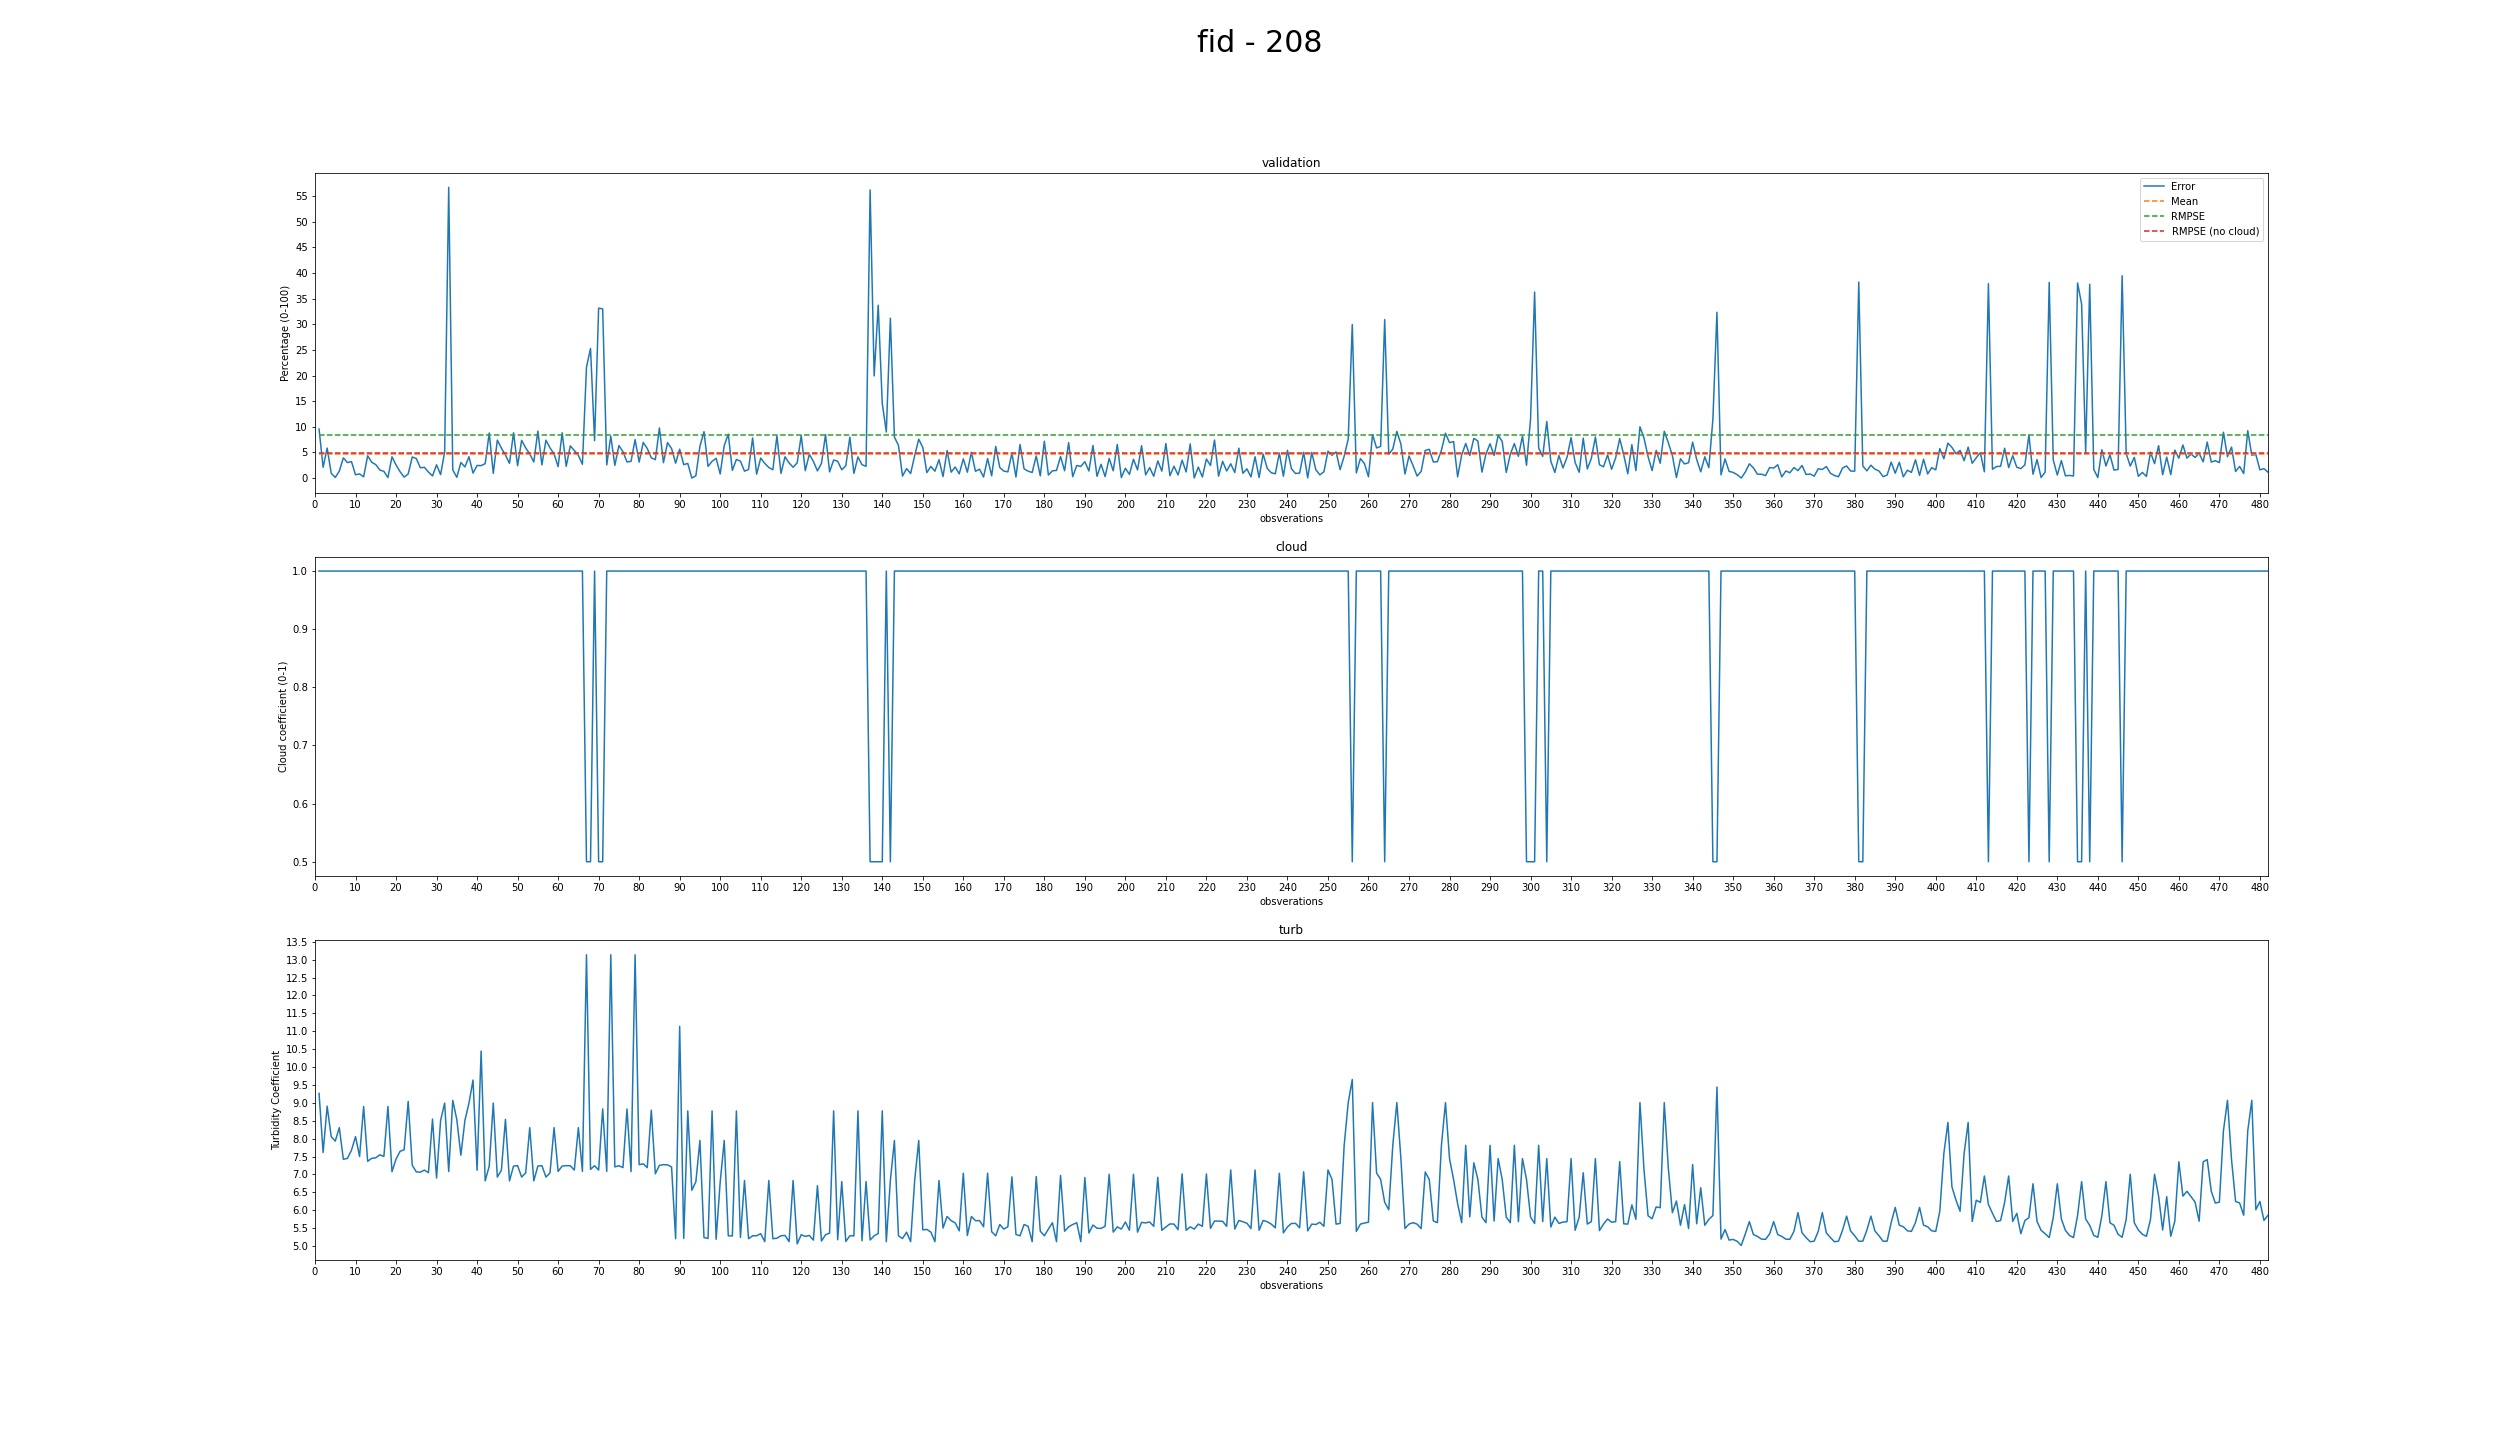 fid - 208
validation
Percentage (0-100)
55
50
45
40
35
30
25
20
15
10
5
0
Error
Mean
RMPSE
RMPSE (no cloud)
0 10 20 30 40 50 60 70 80 90 100 110 120 130 140 150 160 170 180 190 200 210 220 230 240 250 260 270 280 290 300 310 320 330 340 350 360 370 380 390 400 410 420 430 440 450 460 470 480
obsverations
cloud
Cloud coefficient (0-1)
1.0
0.9
0.8
0.7
0.6
0.5
0 10 20 30 40 50 60 70 80 90 100 110 120 130 140 150 160 170 180 190 200 210 220 230 240 250 260 270 280 290 300 310 320 330 340 350 360 370 380 390 400 410 420 430 440 450 460 470 480
obsverations
turb
Turbidity Coefficient
13.5
13.0
12.5
12.0
11.5
11.0
10.5
10.0
9.5
9.0
8.5
8.0
7.5
7.0
6.5
6.0
5.5
5.0
0 10 20 30 40 50 60 70 80 90 100 110 120 130 140 150 160 170 180 190 200 210 220 230 240 250 260 270 280 290 300 310 320 330 340 350 360 370 380 390 400 410 420 430 440 450 460 470 480
obsverations